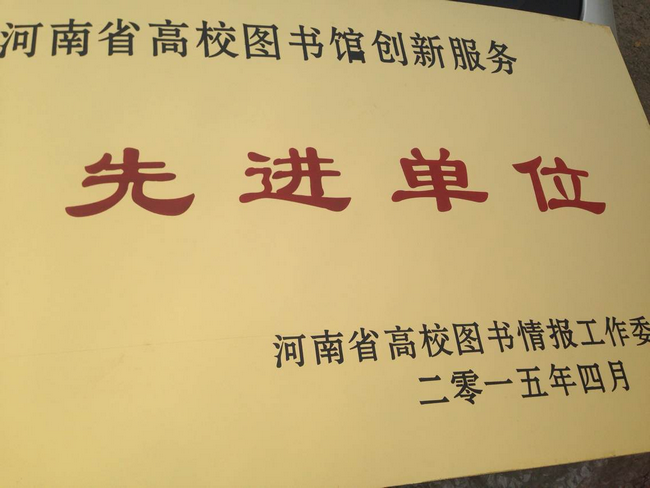 河南省高校图书馆创新服务
先进单位
河南省高校图书情报工作委
二零一五年四月